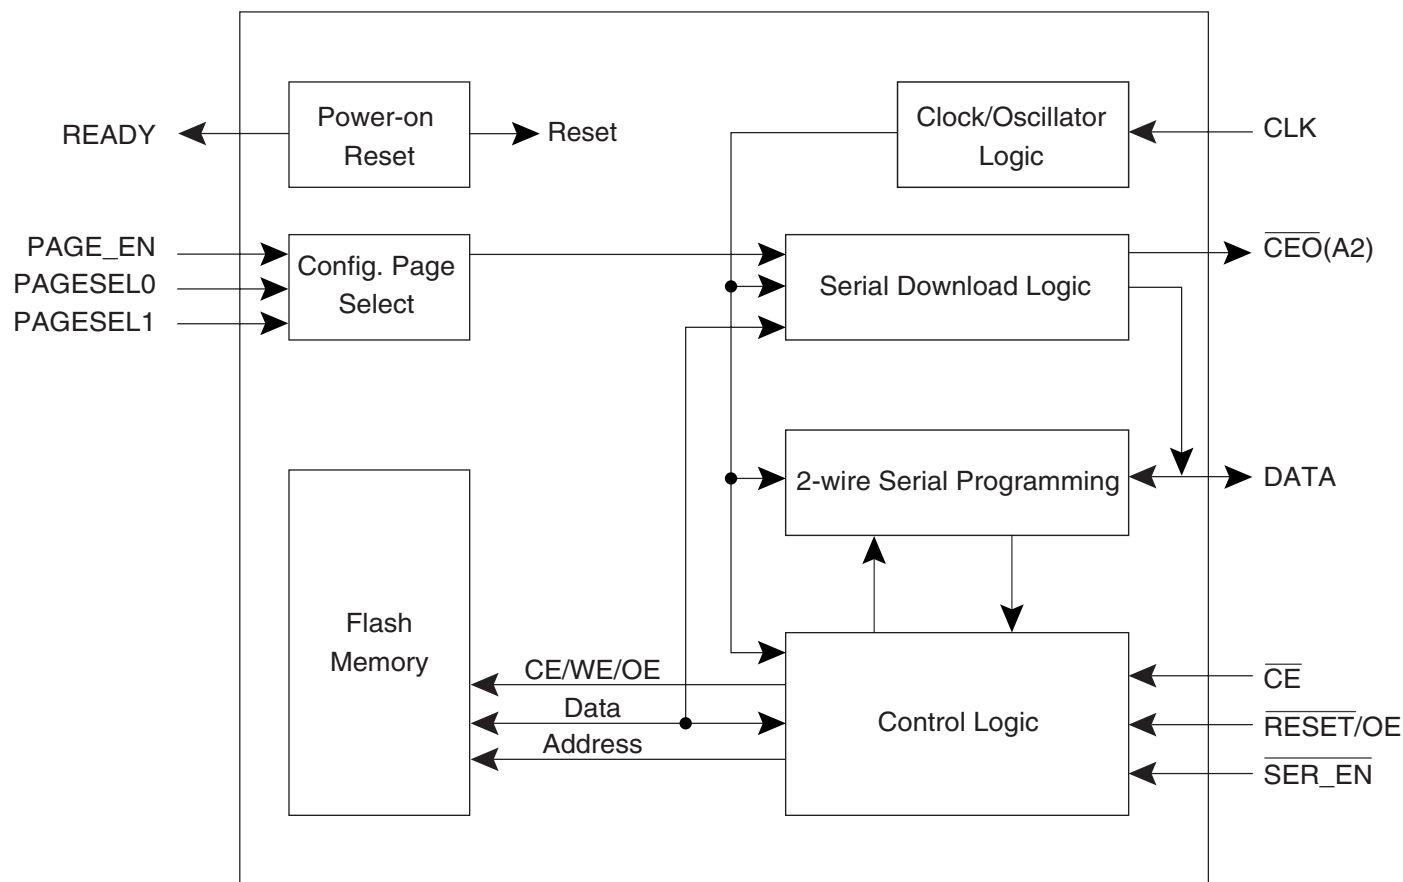 READY
Power-on
Reset
Reset
Clock/Oscillator
Logic
CLK
PAGE_EN
PAGESEL0
PAGESEL1
Config. Page
Select
Serial Download Logic
CEO(A2)
2-wire Serial Programming
DATA
Flash
Memory
CE/WE/OE
Data
Address
Control Logic
CE
RESET/OE
SER_EN